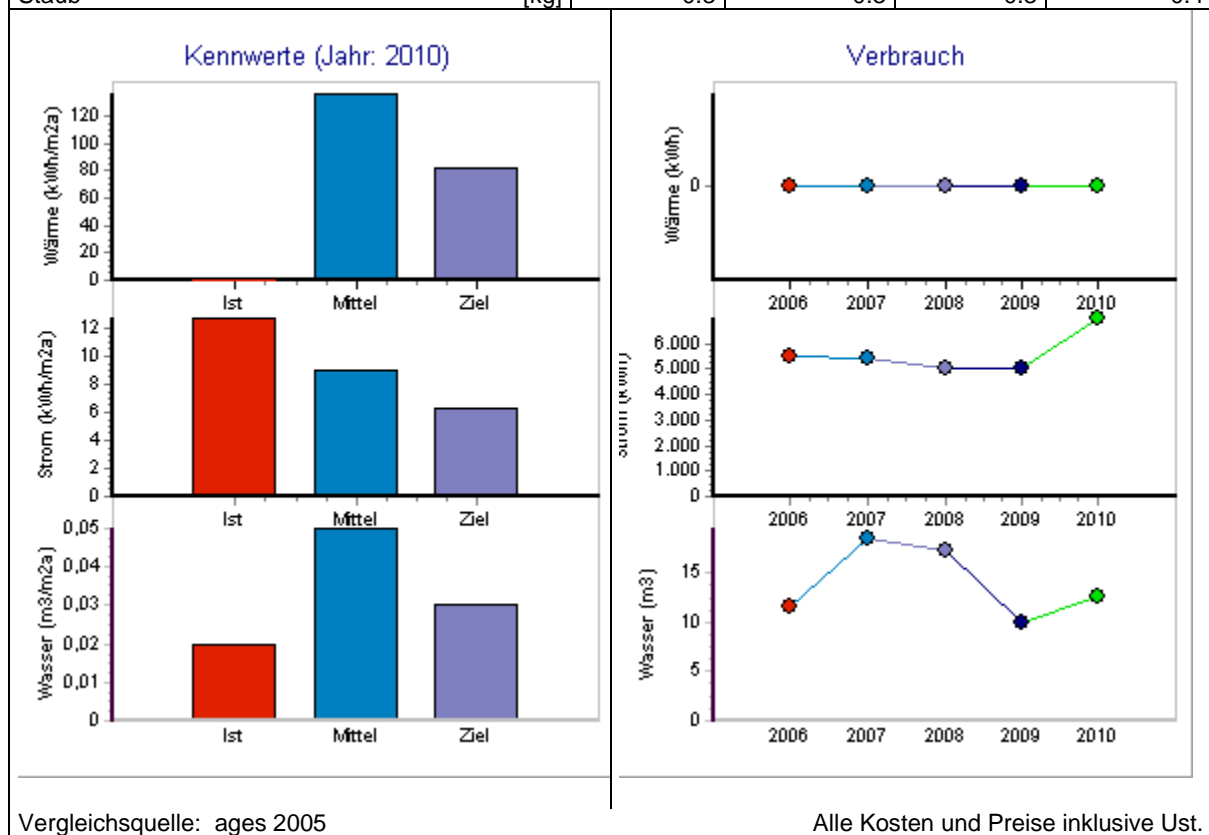 Staub [kg]
Kennwerte (Jahr: 2010)
Wärme (kWh/m2a)
120
100
80
60
40
20
0
Ist Mittel Ziel
Strom (kWh/m2a)
12
10
8
6
4
2
0
Ist Mittel Ziel
Wasser (m3/m2a)
0,05
0,04
0,03
0,02
0,01
0
Ist Mittel Ziel
Verbrauch
Wärme (kWh)
0
2006 2007 2008 2009 2010
Strom (kWh)
6.000
5.000
4.000
3.000
2.000
1.000
0
2006 2007 2008 2009 2010
Wasser (m3)
15
10
5
0
2006 2007 2008 2009 2010
Vergleichsquelle: ages 2005 Alle Kosten und Preise inklusive Ust.